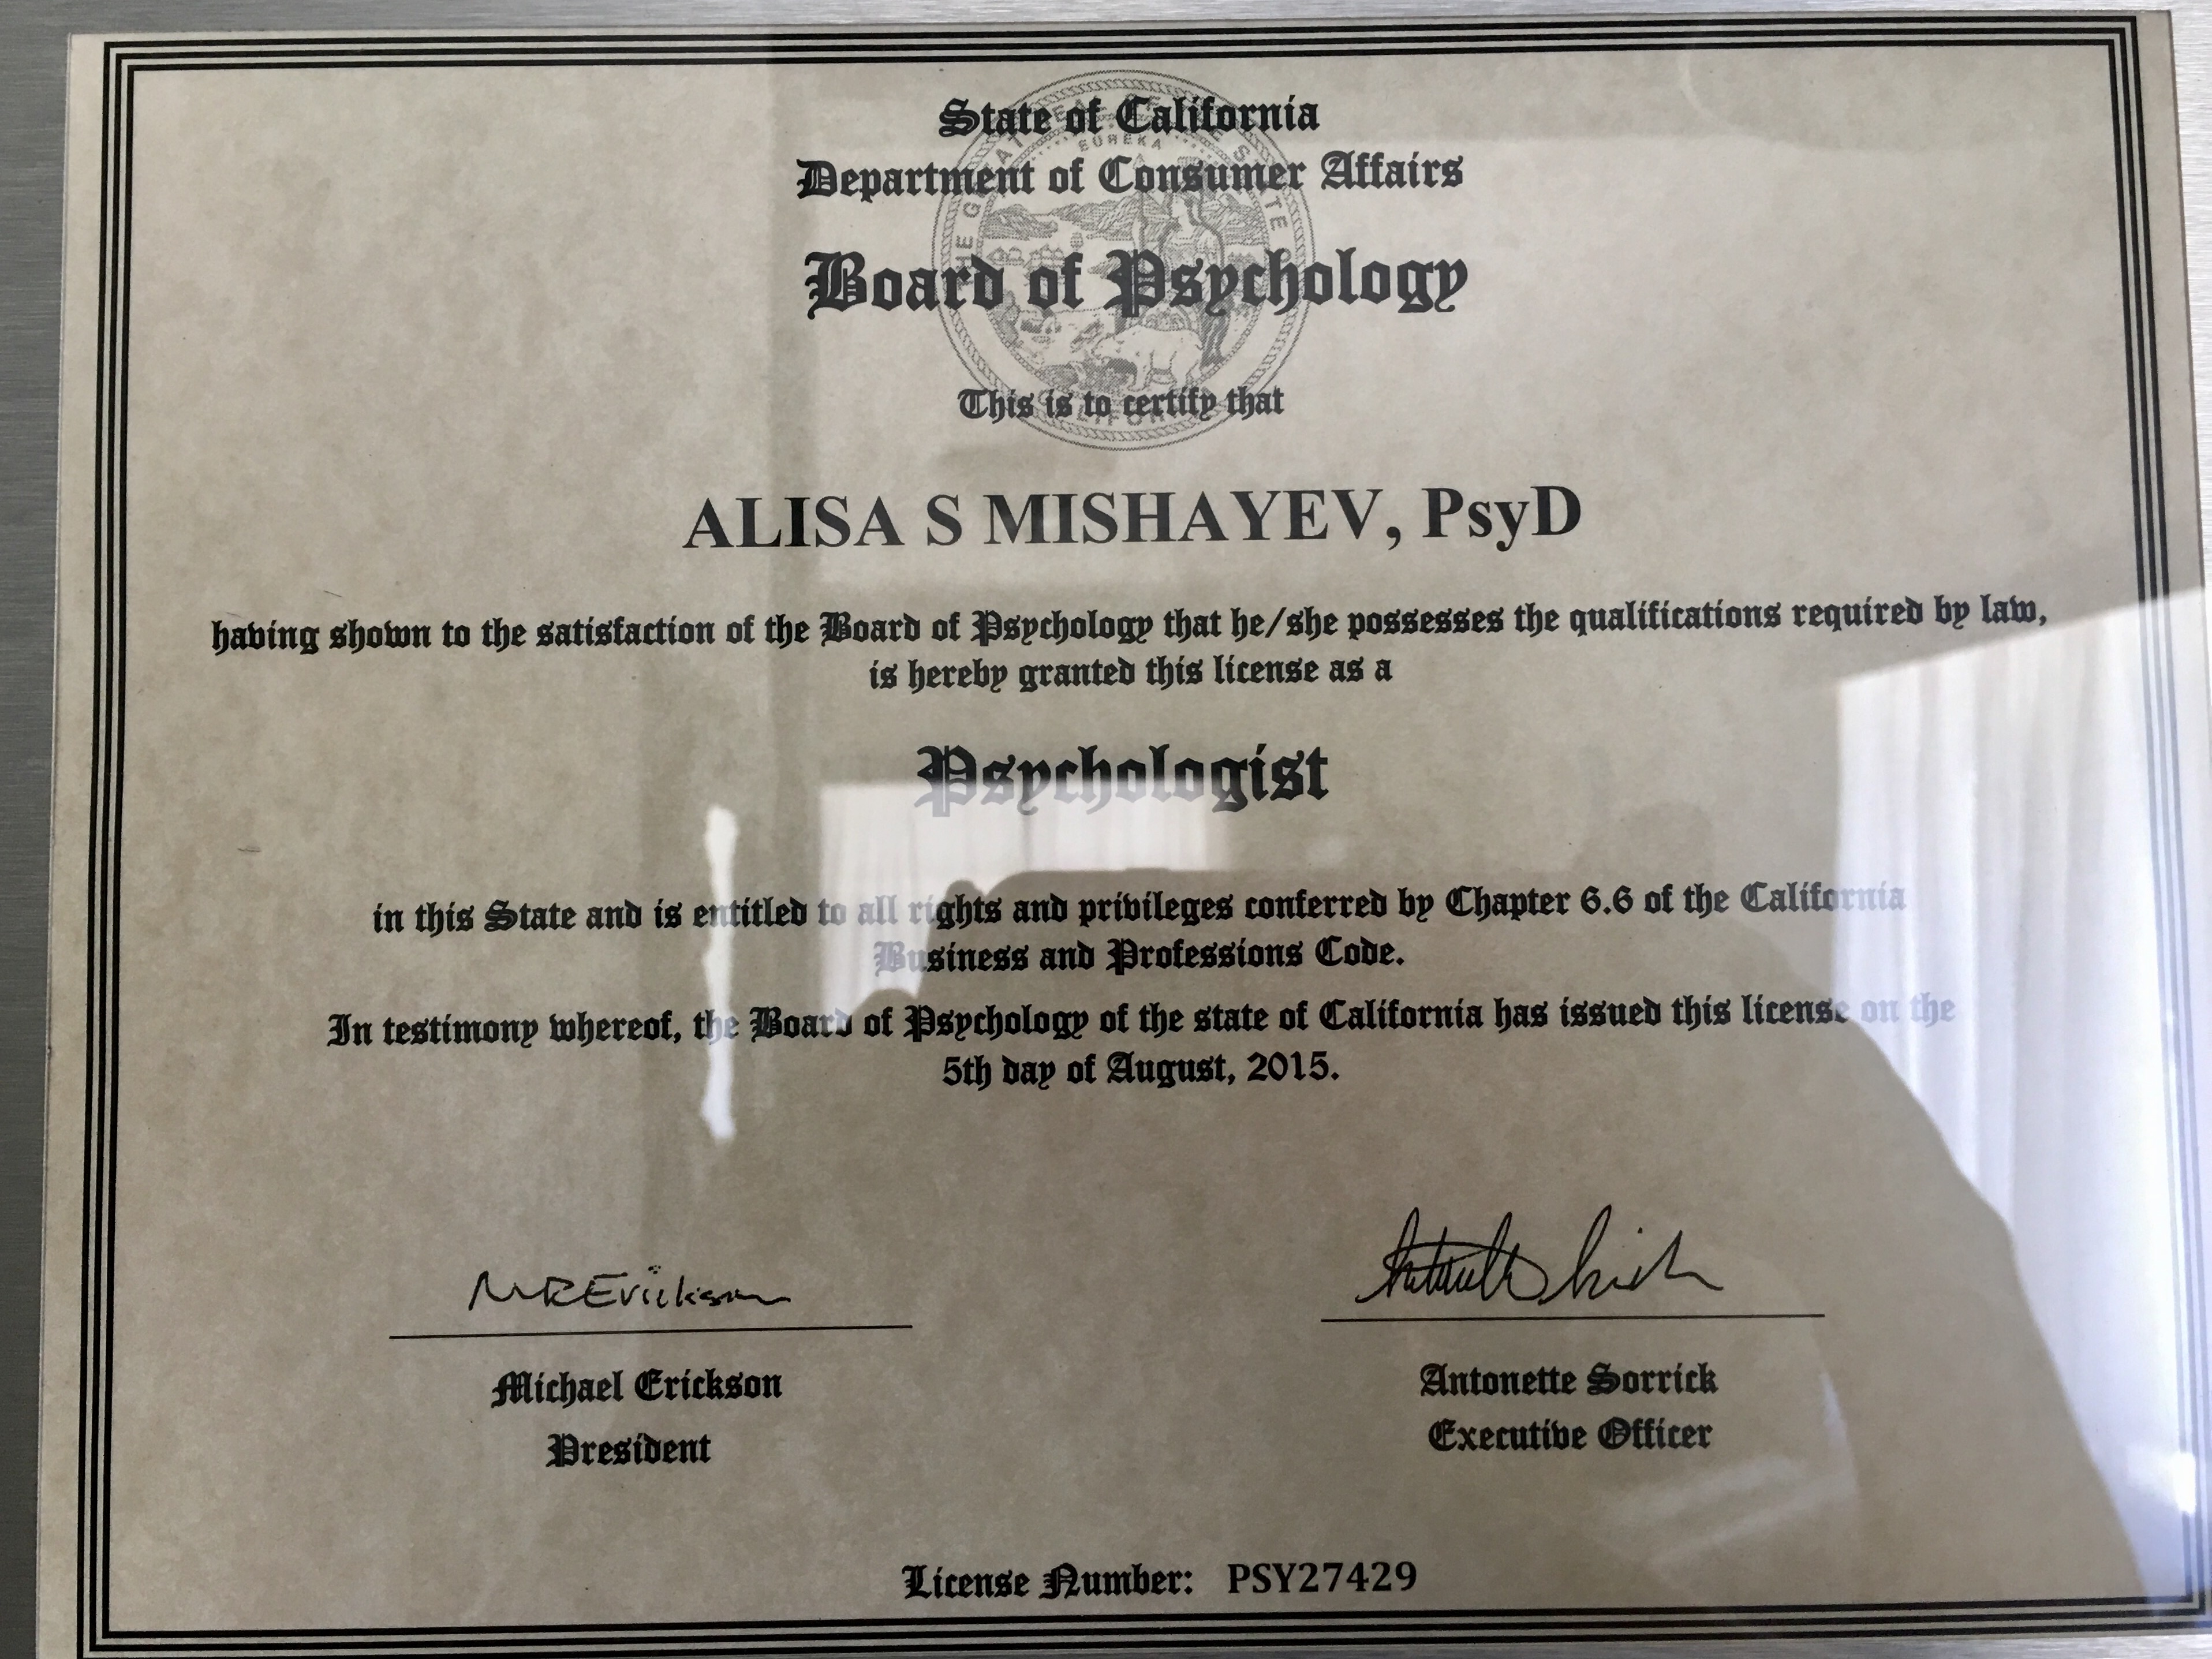 State of California
Department of Consumer Affairs
Board of Psychology
EUREKA
This is to certify that
ALISA S MISHAYEV, PsyD
having shown to the satisfaction of the Board of Psychology that he/she possesses the qualifications required by law,
is hereby granted this license as a
Psychologist
in this State and is entitled to all rights and privileges conferred by Chapter 6.6 of the California
Business and Professions Code.
In testimony whereof, the Board of Psychology of the state of California has issued this license on the
5th day of August, 2015.
MRErickson
Michael Erickson
President
Antonette Sorrick
Executive Officer
License Number: PSY27429